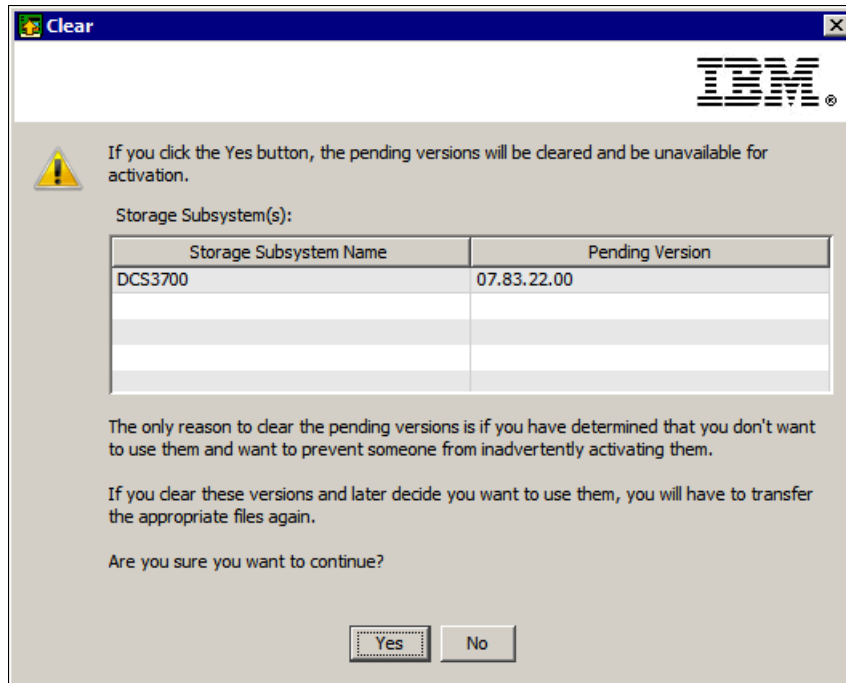 Clear
IBM®
If you click the Yes button, the pending versions will be cleared and be unavailable for
activation.
Storage Subsystem(s):
Storage Subsystem Name Pending Version
DCS3700 07.83.22.00
The only reason to clear the pending versions is if you have determined that you don't want
to use them and want to prevent someone from inadvertently activating them.
If you clear these versions and later decide you want to use them, you will have to transfer
the appropriate files again.
Are you sure you want to continue?
Yes No